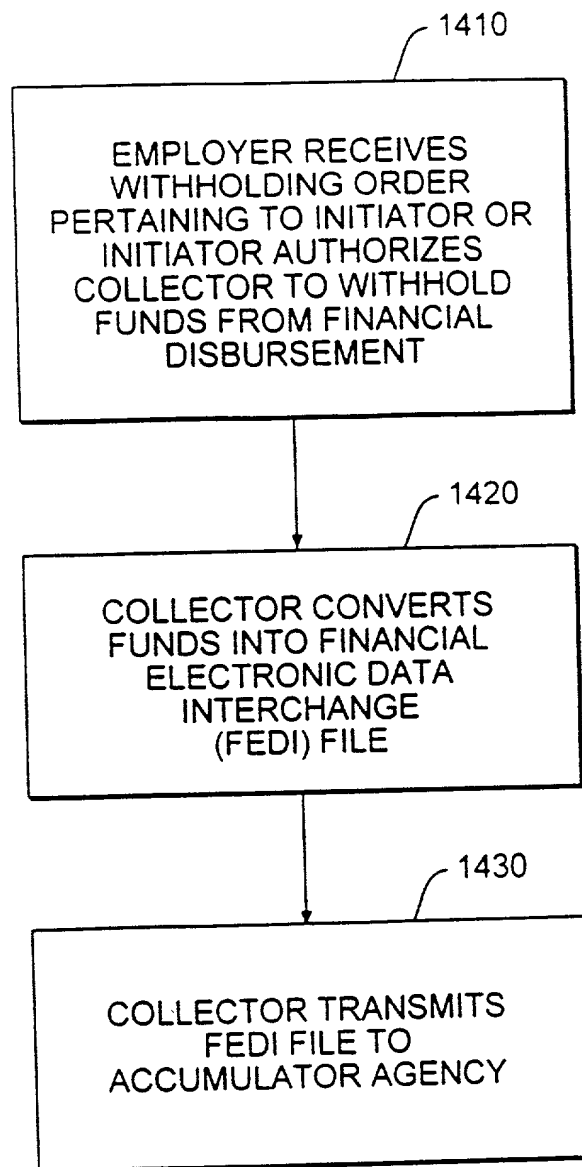 1410
EMPLOYER RECEIVES
WITHHOLDING ORDER
PERTAINING TO INITIATOR OR
INITIATOR AUTHORIZES
COLLECTOR TO WITHHOLD
FUNDS FROM FINANCIAL
DISBURSEMENT
1420
COLLECTOR CONVERTS
FUNDS INTO FINANCIAL
ELECTRONIC DATA
INTERCHANGE
(FEDI) FILE
1430
COLLECTOR TRANSMITS
FEDI FILE TO
ACCUMULATOR AGENCY